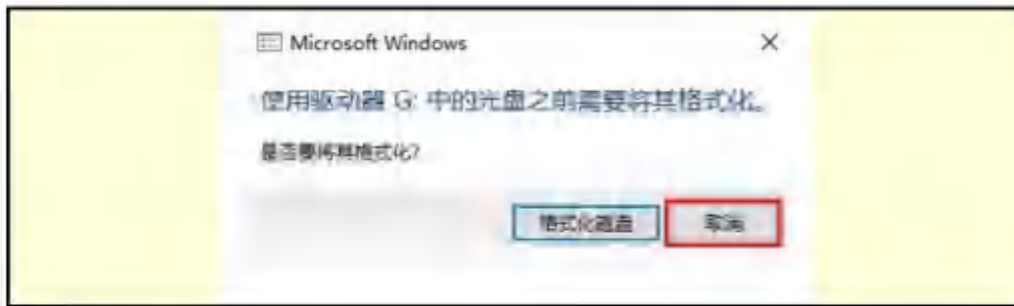 Microsoft Windows
使用驱动器 G: 中的光盘之前需要将其格式化。
是否要将其格式化?
格式化磁盘 取消